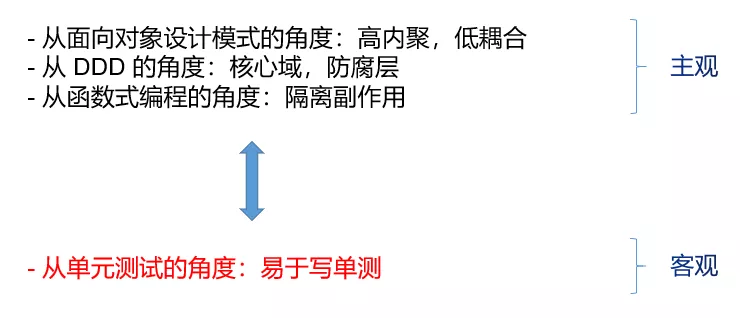 - 从面向对象设计模式的角度：高内聚，低耦合
- 从 DDD 的角度：核心域，防腐层
- 从函数式编程的角度：隔离副作用
主观
- 从单元测试的角度：易于写单测
客观